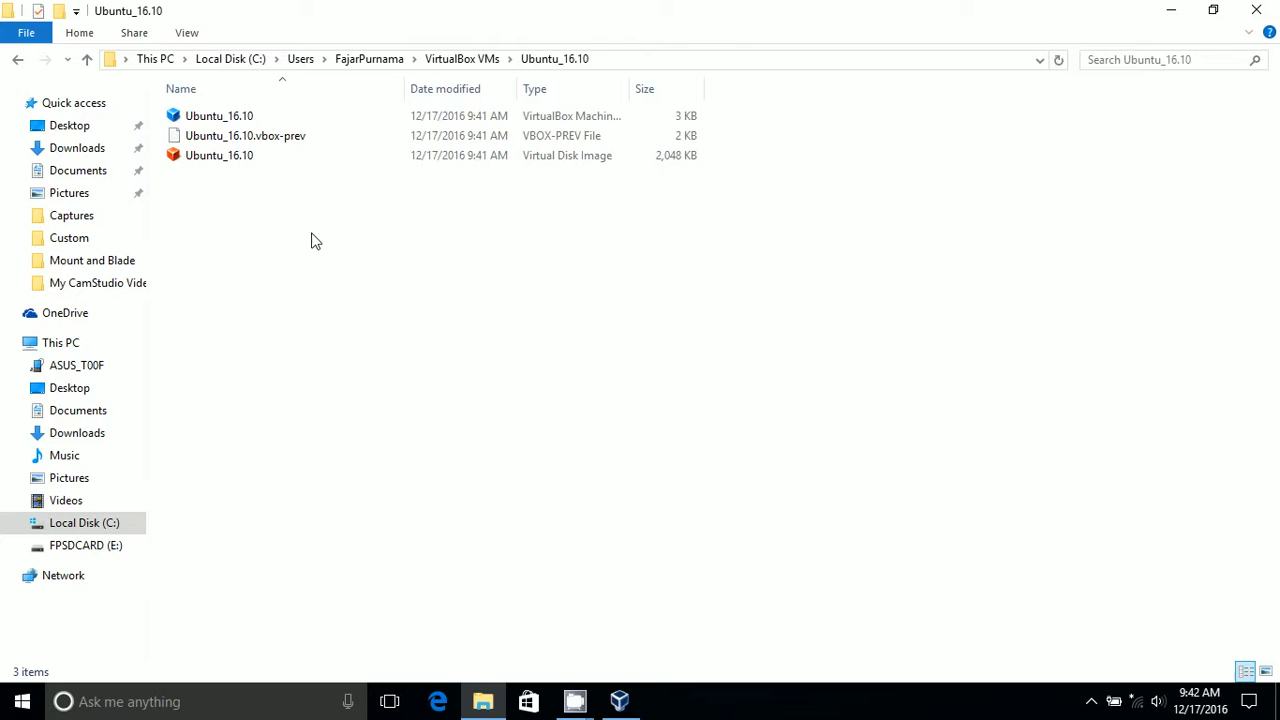 Ubuntu_16.10
File Home Share View
This PC Local Disk (C:) Users FajarPurnama VirtualBox VMs Ubuntu_16.10 Search Ubuntu_16.10
Name Date modified Type Size
Ubuntu_16.10 12/17/2016 9:41 AM VirtualBox Machin... 3 KB
Ubuntu_16.10.vbox-prev 12/17/2016 9:41 AM VBOX-PREV File 2 KB
Ubuntu_16.10 12/17/2016 9:41 AM Virtual Disk Image 2,048 KB
Quick access
Desktop
Downloads
Documents
Pictures
Captures
Custom
Mount and Blade
My CamStudio Vide
OneDrive
This PC
ASUS_T00F
Desktop
Documents
Downloads
Music
Pictures
Videos
Local Disk (C:)
FPSDCARD (E:)
Network
3 items
Ask me anything
9:42 AM
12/17/2016